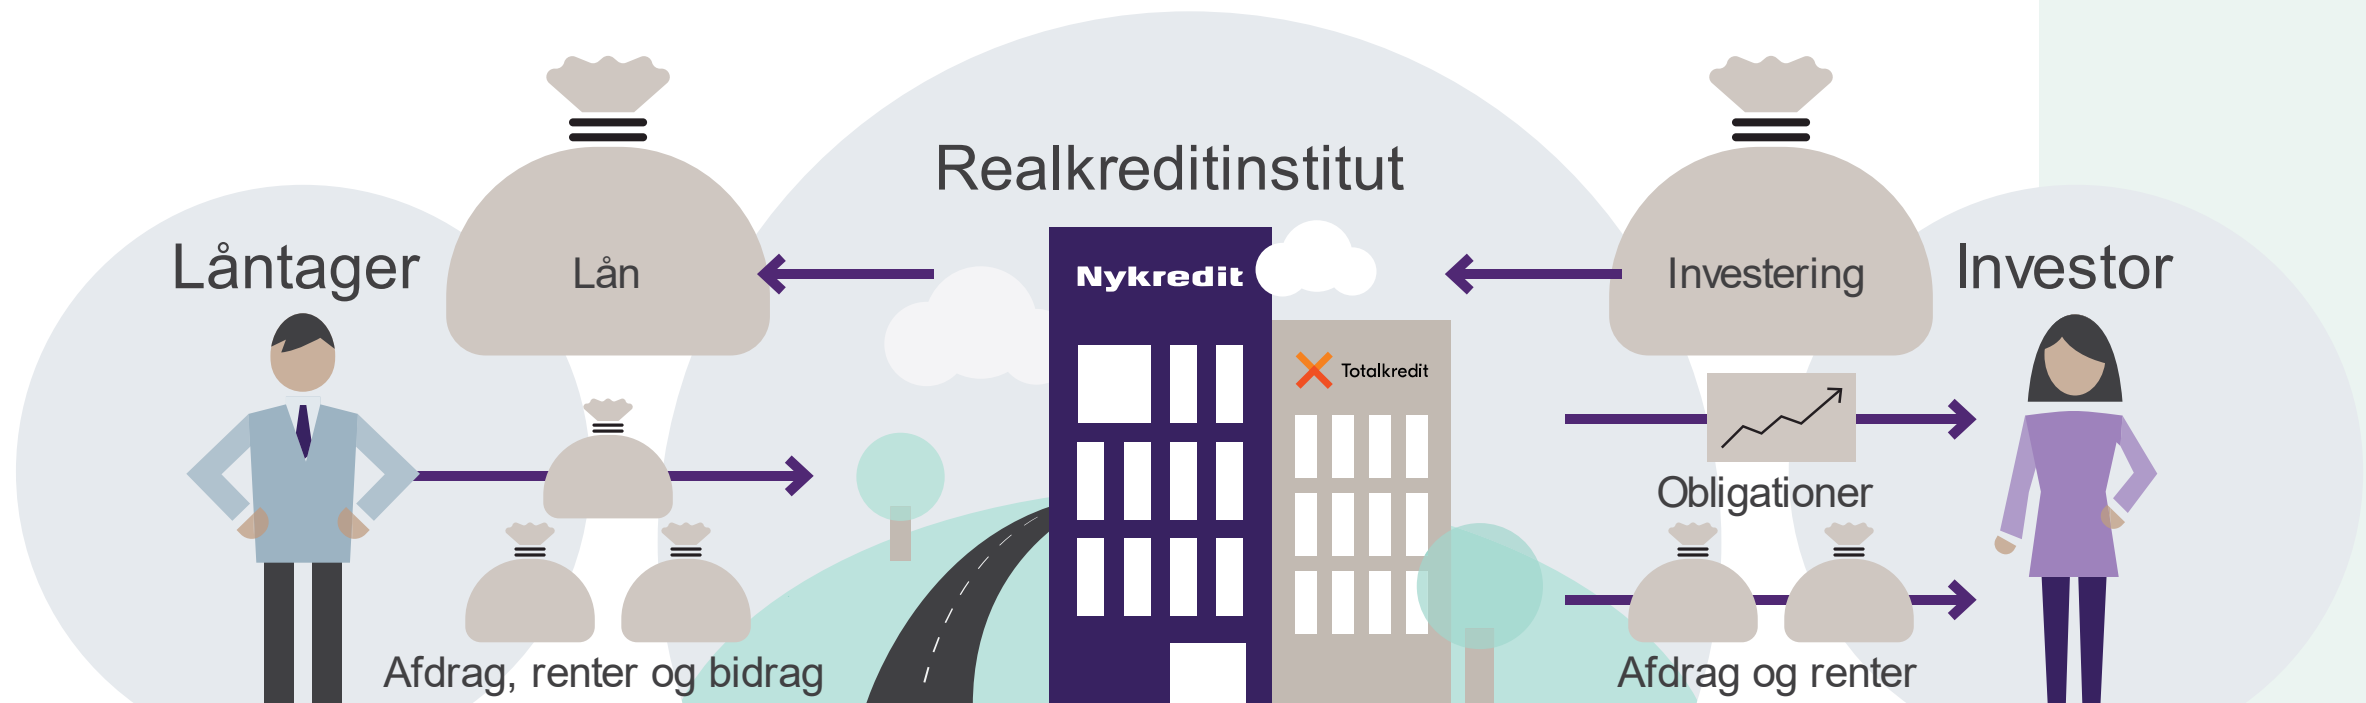 Realkreditinstitut
Låntager
Lån
Nykredit
Investering
Investor
Totalkredit
Obligationer
Afdrag, renter og bidrag
Afdrag og renter